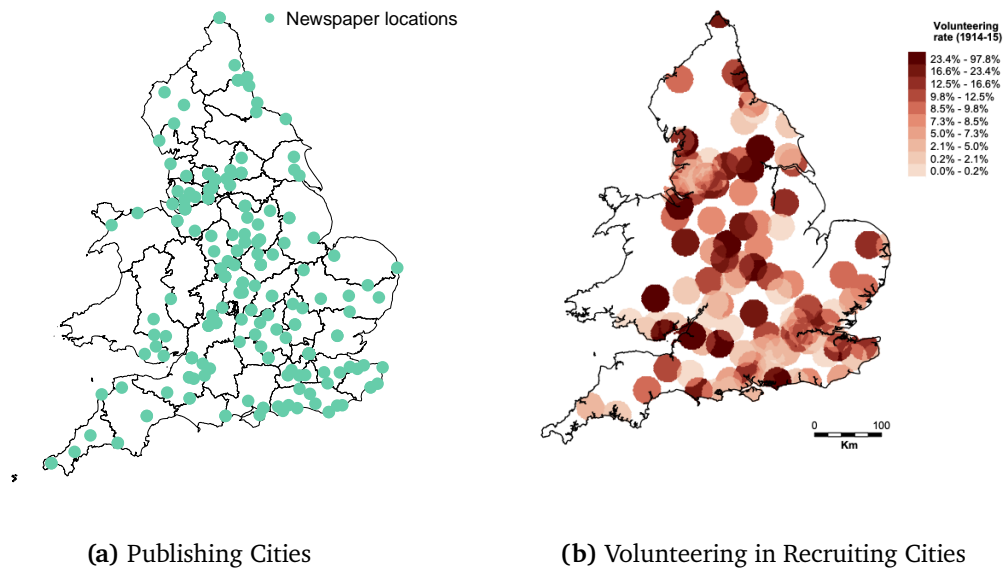 Newspaper locations
Volunteering
rate (1914-15)
23.4% - 97.8%
16.6% - 23.4%
12.5% - 16.6%
9.8% - 12.5%
8.5% - 9.8%
7.3% - 8.5%
5.0% - 7.3%
2.1% - 5.0%
0.2% - 2.1%
0.0% - 0.2%
0 100
Km
(a) Publishing Cities
(b) Volunteering in Recruiting Cities